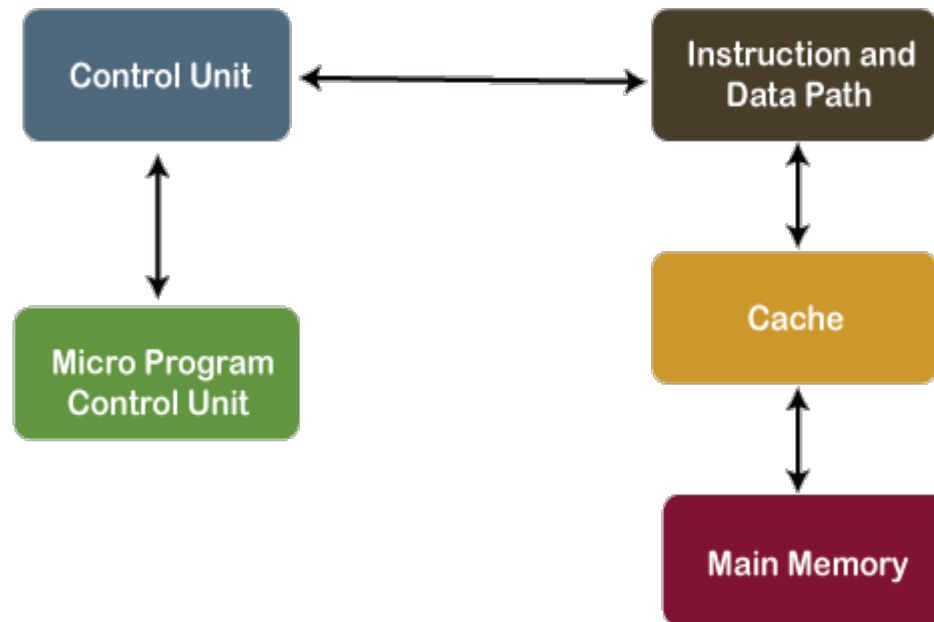 Control Unit
Instruction and
Data Path
Cache
Micro Program
Control Unit
Main Memory